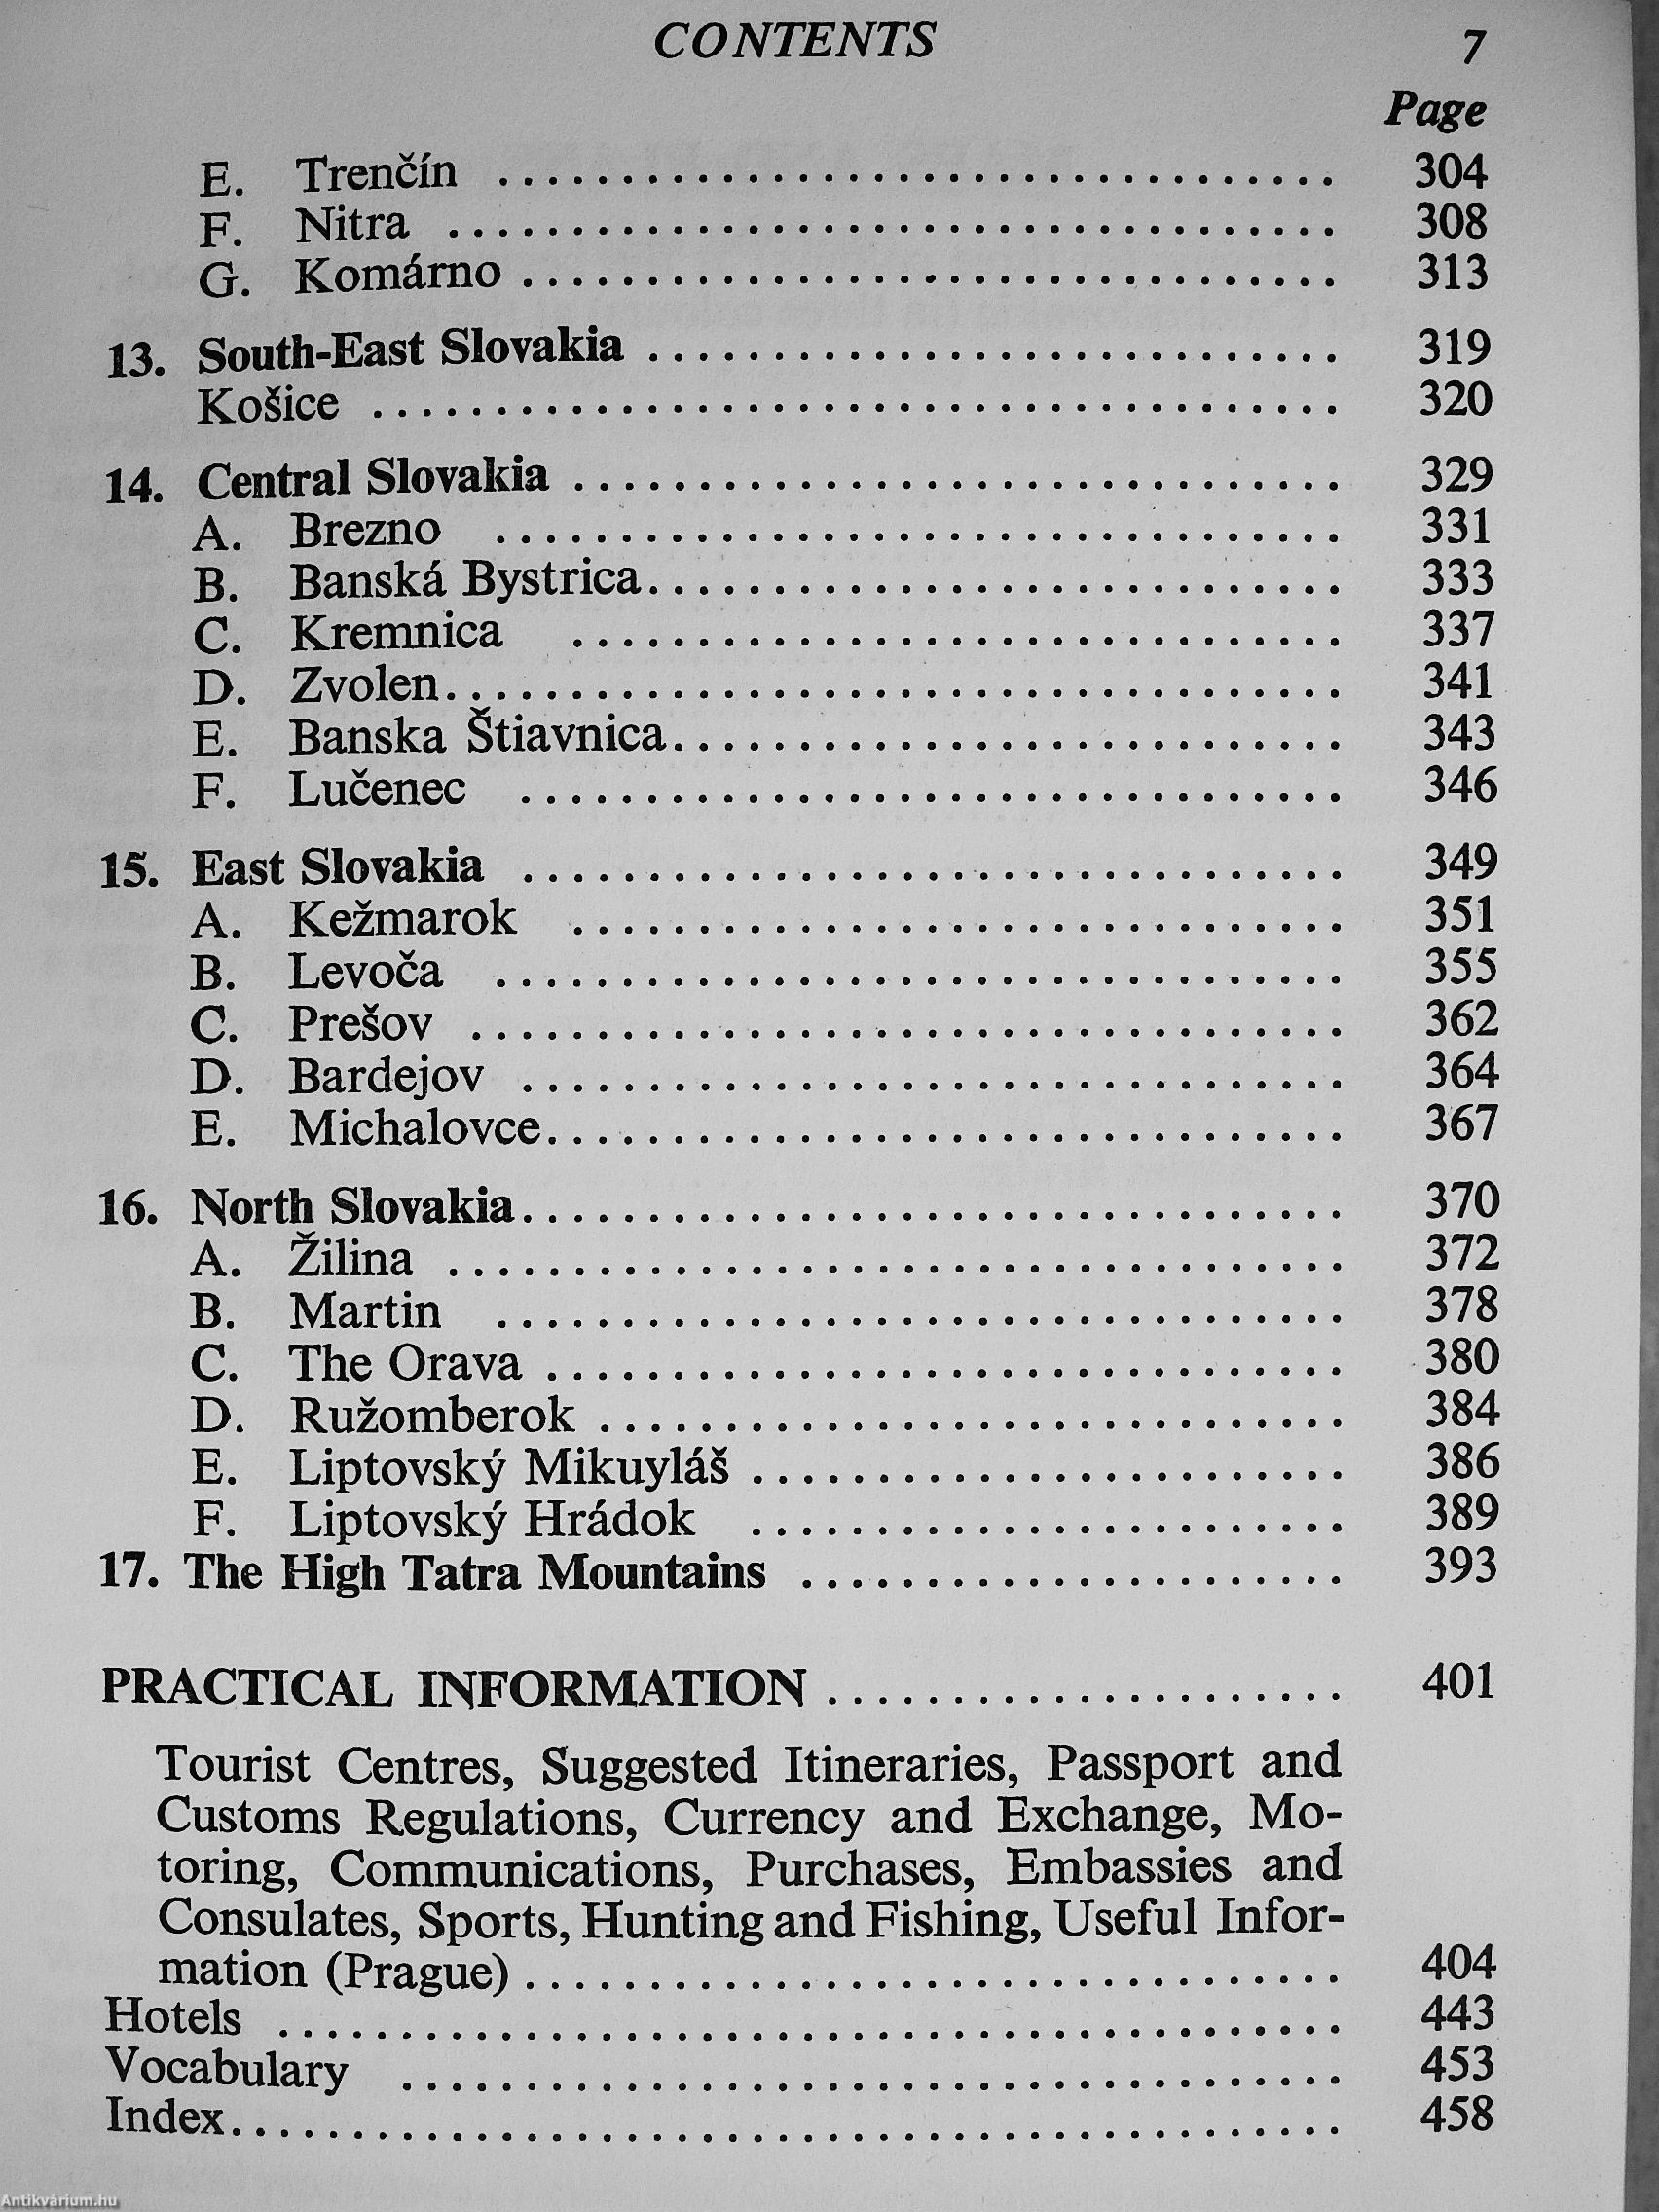 CONTENTS 7
Page
E. Trenčín 304
F. Nitra 308
G. Komárno 313
13. South-East Slovakia 319
Košice 320
14. Central Slovakia 329
A. Brezno 331
B. Banská Bystrica 333
C. Kremnica 337
D. Zvolen 341
E. Banska Štiavnica 343
F. Lučenec 346
15. East Slovakia 349
A. Kežmarok 351
B. Levoča 355
C. Prešov 362
D. Bardejov 364
E. Michalovce 367
16. North Slovakia 370
A. Žilina 372
B. Martin 378
C. The Orava 380
D. Ružomberok 384
E. Liptovský Mikuyláš 386
F. Liptovský Hrádok 389
17. The High Tatra Mountains 393
PRACTICAL INFORMATION 401
Tourist Centres, Suggested Itineraries, Passport and
Customs Regulations, Currency and Exchange, Mo-
toring, Communications, Purchases, Embassies and
Consulates, Sports, Hunting and Fishing, Useful Infor-
mation (Prague) 404
Hotels 443
Vocabulary 453
Index 458
Antikvárium.hu